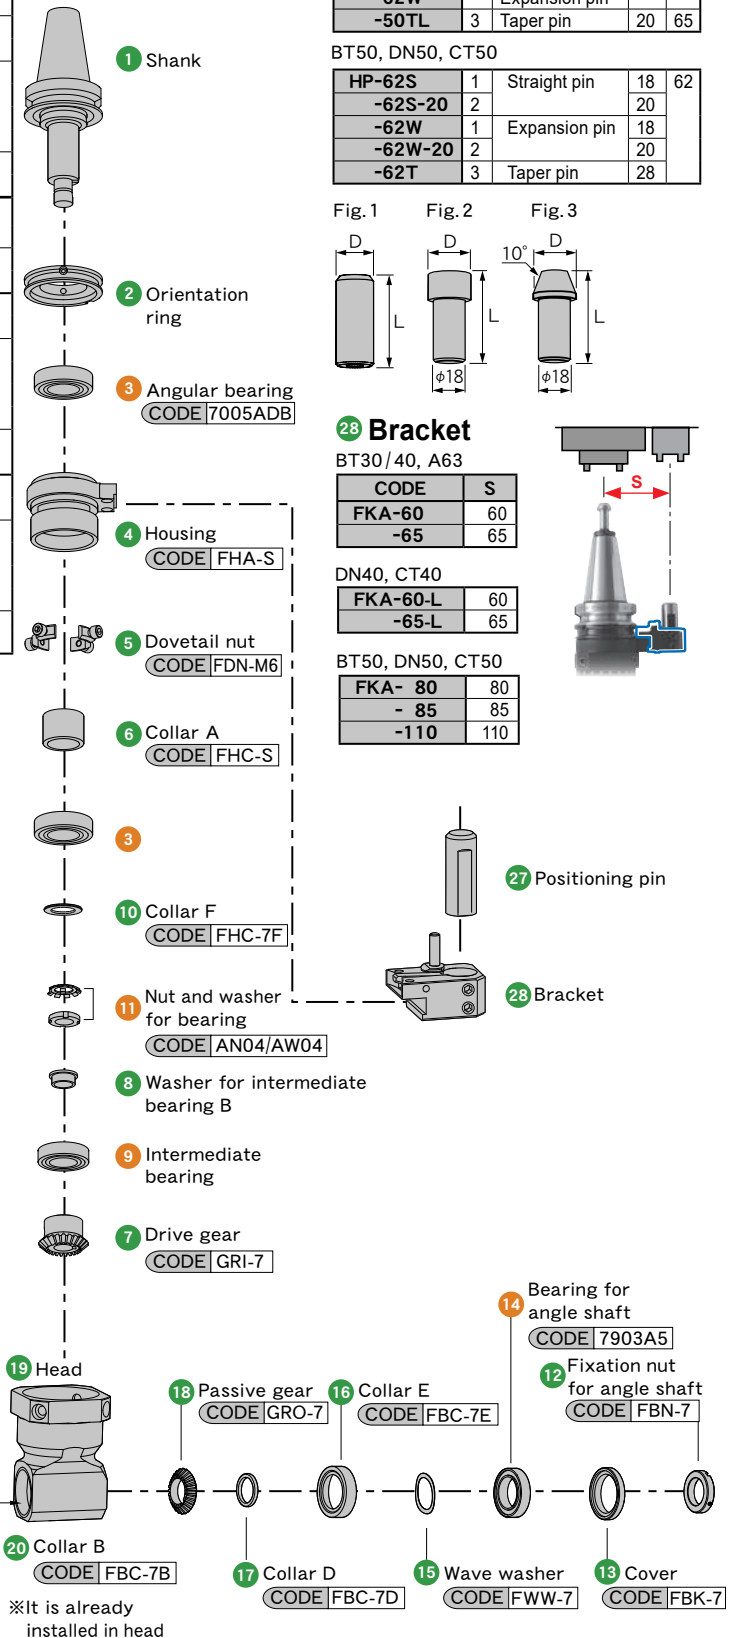 -50TL 3 Taper pin 20 65
BT50, DN50, CT50
HP-62S 1 Straight pin 18 62
-62S-20 2 20
-62W 1 Expansion pin 18
-62W-20 2 20
-62T 3 Taper pin 28
Fig.1 Fig.2 Fig.3
D D D
10°
L L L
φ18 φ18
1 Shank
2 Orientation
ring
3 Angular bearing
CODE 7005ADB
4 Housing
CODE FHA-S
5 Dovetail nut
CODE FDN-M6
6 Collar A
CODE FHC-S
3
10 Collar F
CODE FHC-7F
11 Nut and washer
for bearing
CODE AN04/AW04
8 Washer for intermediate
bearing B
9 Intermediate
bearing
7 Drive gear
CODE GRI-7
28 Bracket
BT30/40, A63
CODE S
FKA-60 60
-65 65
DN40, CT40
FKA-60-L 60
-65-L 65
BT50, DN50, CT50
FKA- 80 80
- 85 85
-110 110
S
27 Positioning pin
28 Bracket
19 Head
14 Bearing for
angle shaft
CODE 7903A5
12 Fixation nut
for angle shaft
CODE FBN-7
18 Passive gear
CODE GRO-7
16 Collar E
CODE FBC-7E
20 Collar B
CODE FBC-7B
※It is already
installed in head
17 Collar D
CODE FBC-7D
15 Wave washer
CODE FWW-7
13 Cover
CODE FBK-7